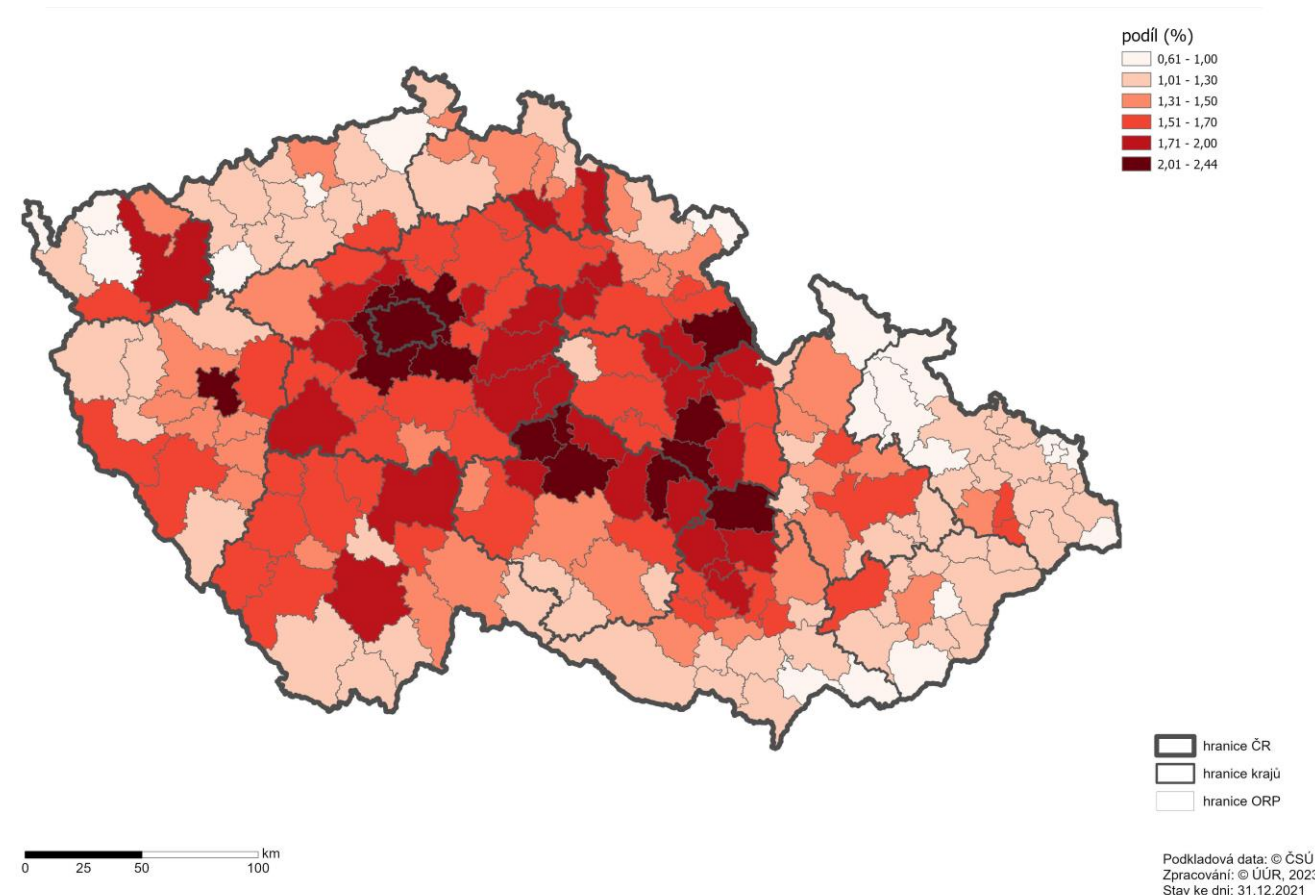 podíl (%)
0,61 - 1,00
1,01 - 1,30
1,31 - 1,50
1,51 - 1,70
1,71 - 2,00
2,01 - 2,44
hranice ČR
hranice krajů
hranice ORP
km
0 25 50 100
Podkladová data: © ČSÚ
Zpracování: © ÚÚR, 202
Stav ke dni: 31.12.2021